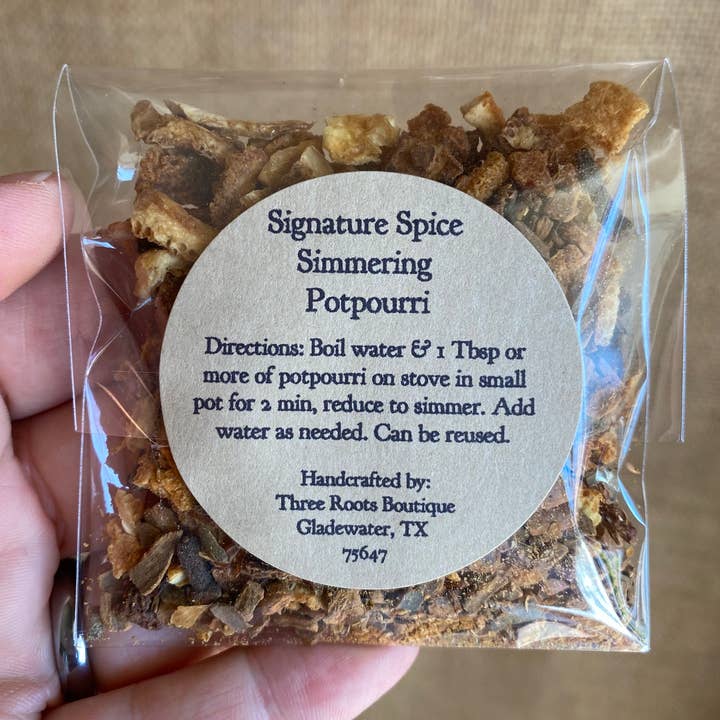 Signature Spice
Simmering
Potpourri
Directions: Boil water & 1 Tbsp or
more of potpourri on stove in small
pot for 2 min, reduce to simmer. Add
water as needed. Can be reused.
Handcrafted by:
Three Roots Boutique
Gladewater, TX
75647